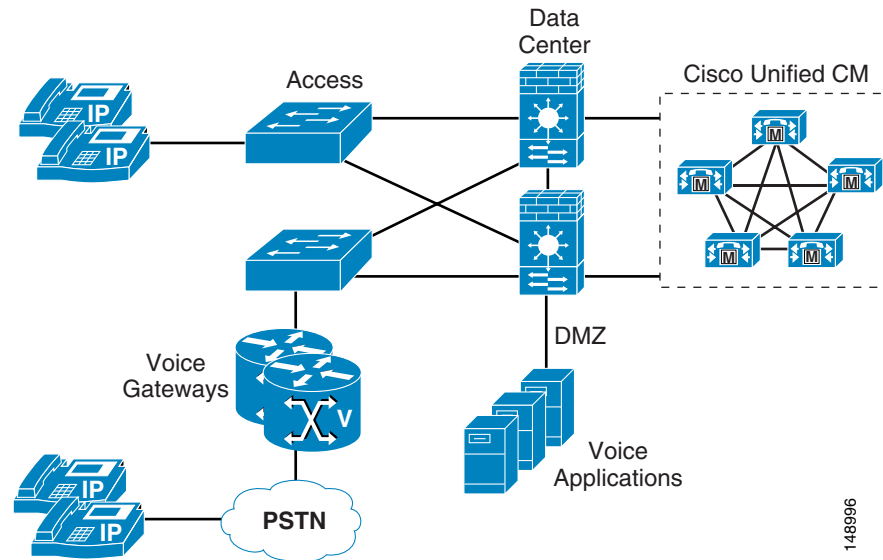 Data
Center
Access
Cisco Unified CM
IP
IP
M
M
M
M
M
DMZ
Voice
Gateways
V
Voice
Applications
IP
IP
PSTN
148996